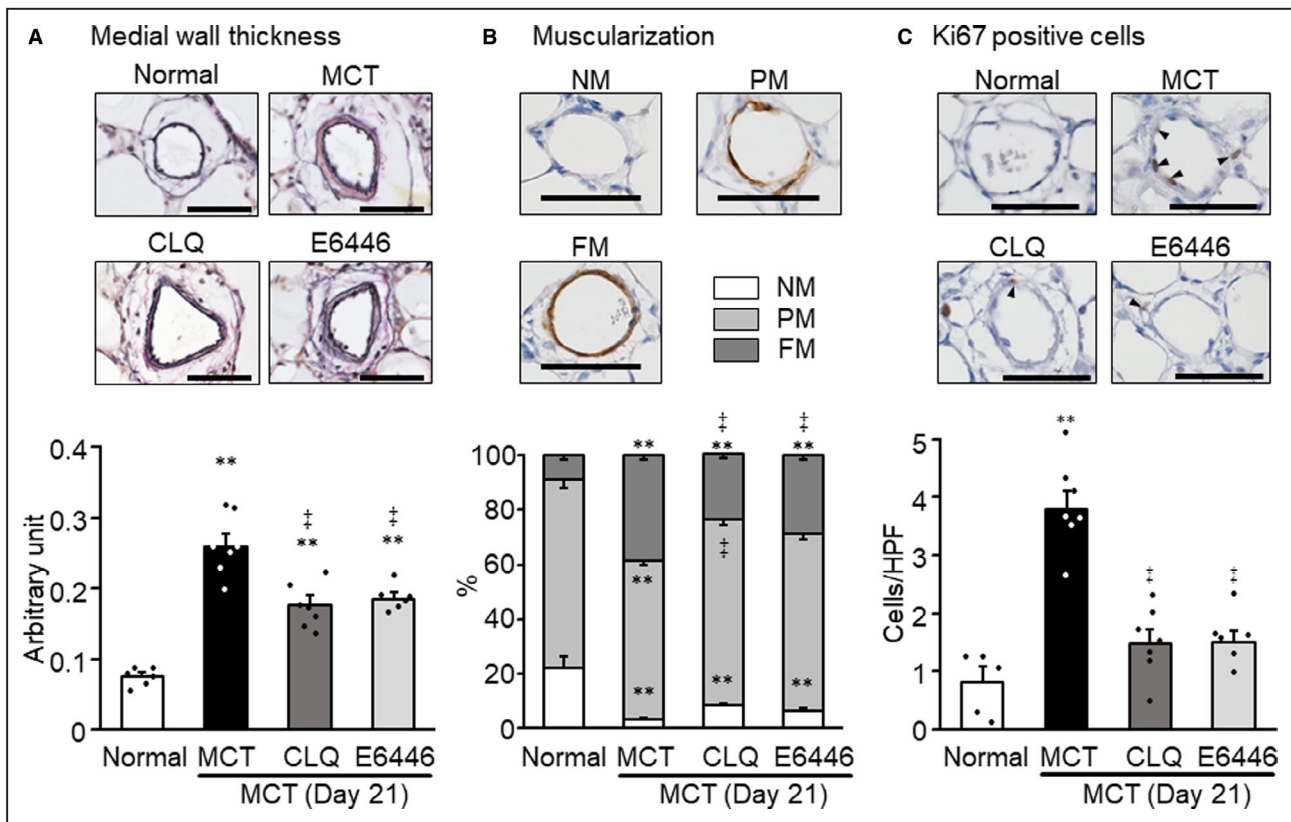 A Medial wall thickness
Normal MCT
CLQ E6446
Arbitrary unit
0.4
0.3
0.2
0.1
0
**
‡
**
‡
**
Normal MCT CLQ E6446
MCT (Day 21)
B Muscularization
NM PM
FM
NM
PM
FM
%
100
80
60
40
20
0
**
‡
**
‡
**
**
‡
**
**
**
Normal MCT CLQ E6446
MCT (Day 21)
C Ki67 positive cells
Normal MCT
CLQ E6446
Cells/HPF
5
4
3
2
1
0
**
‡
‡
Normal MCT CLQ E6446
MCT (Day 21)